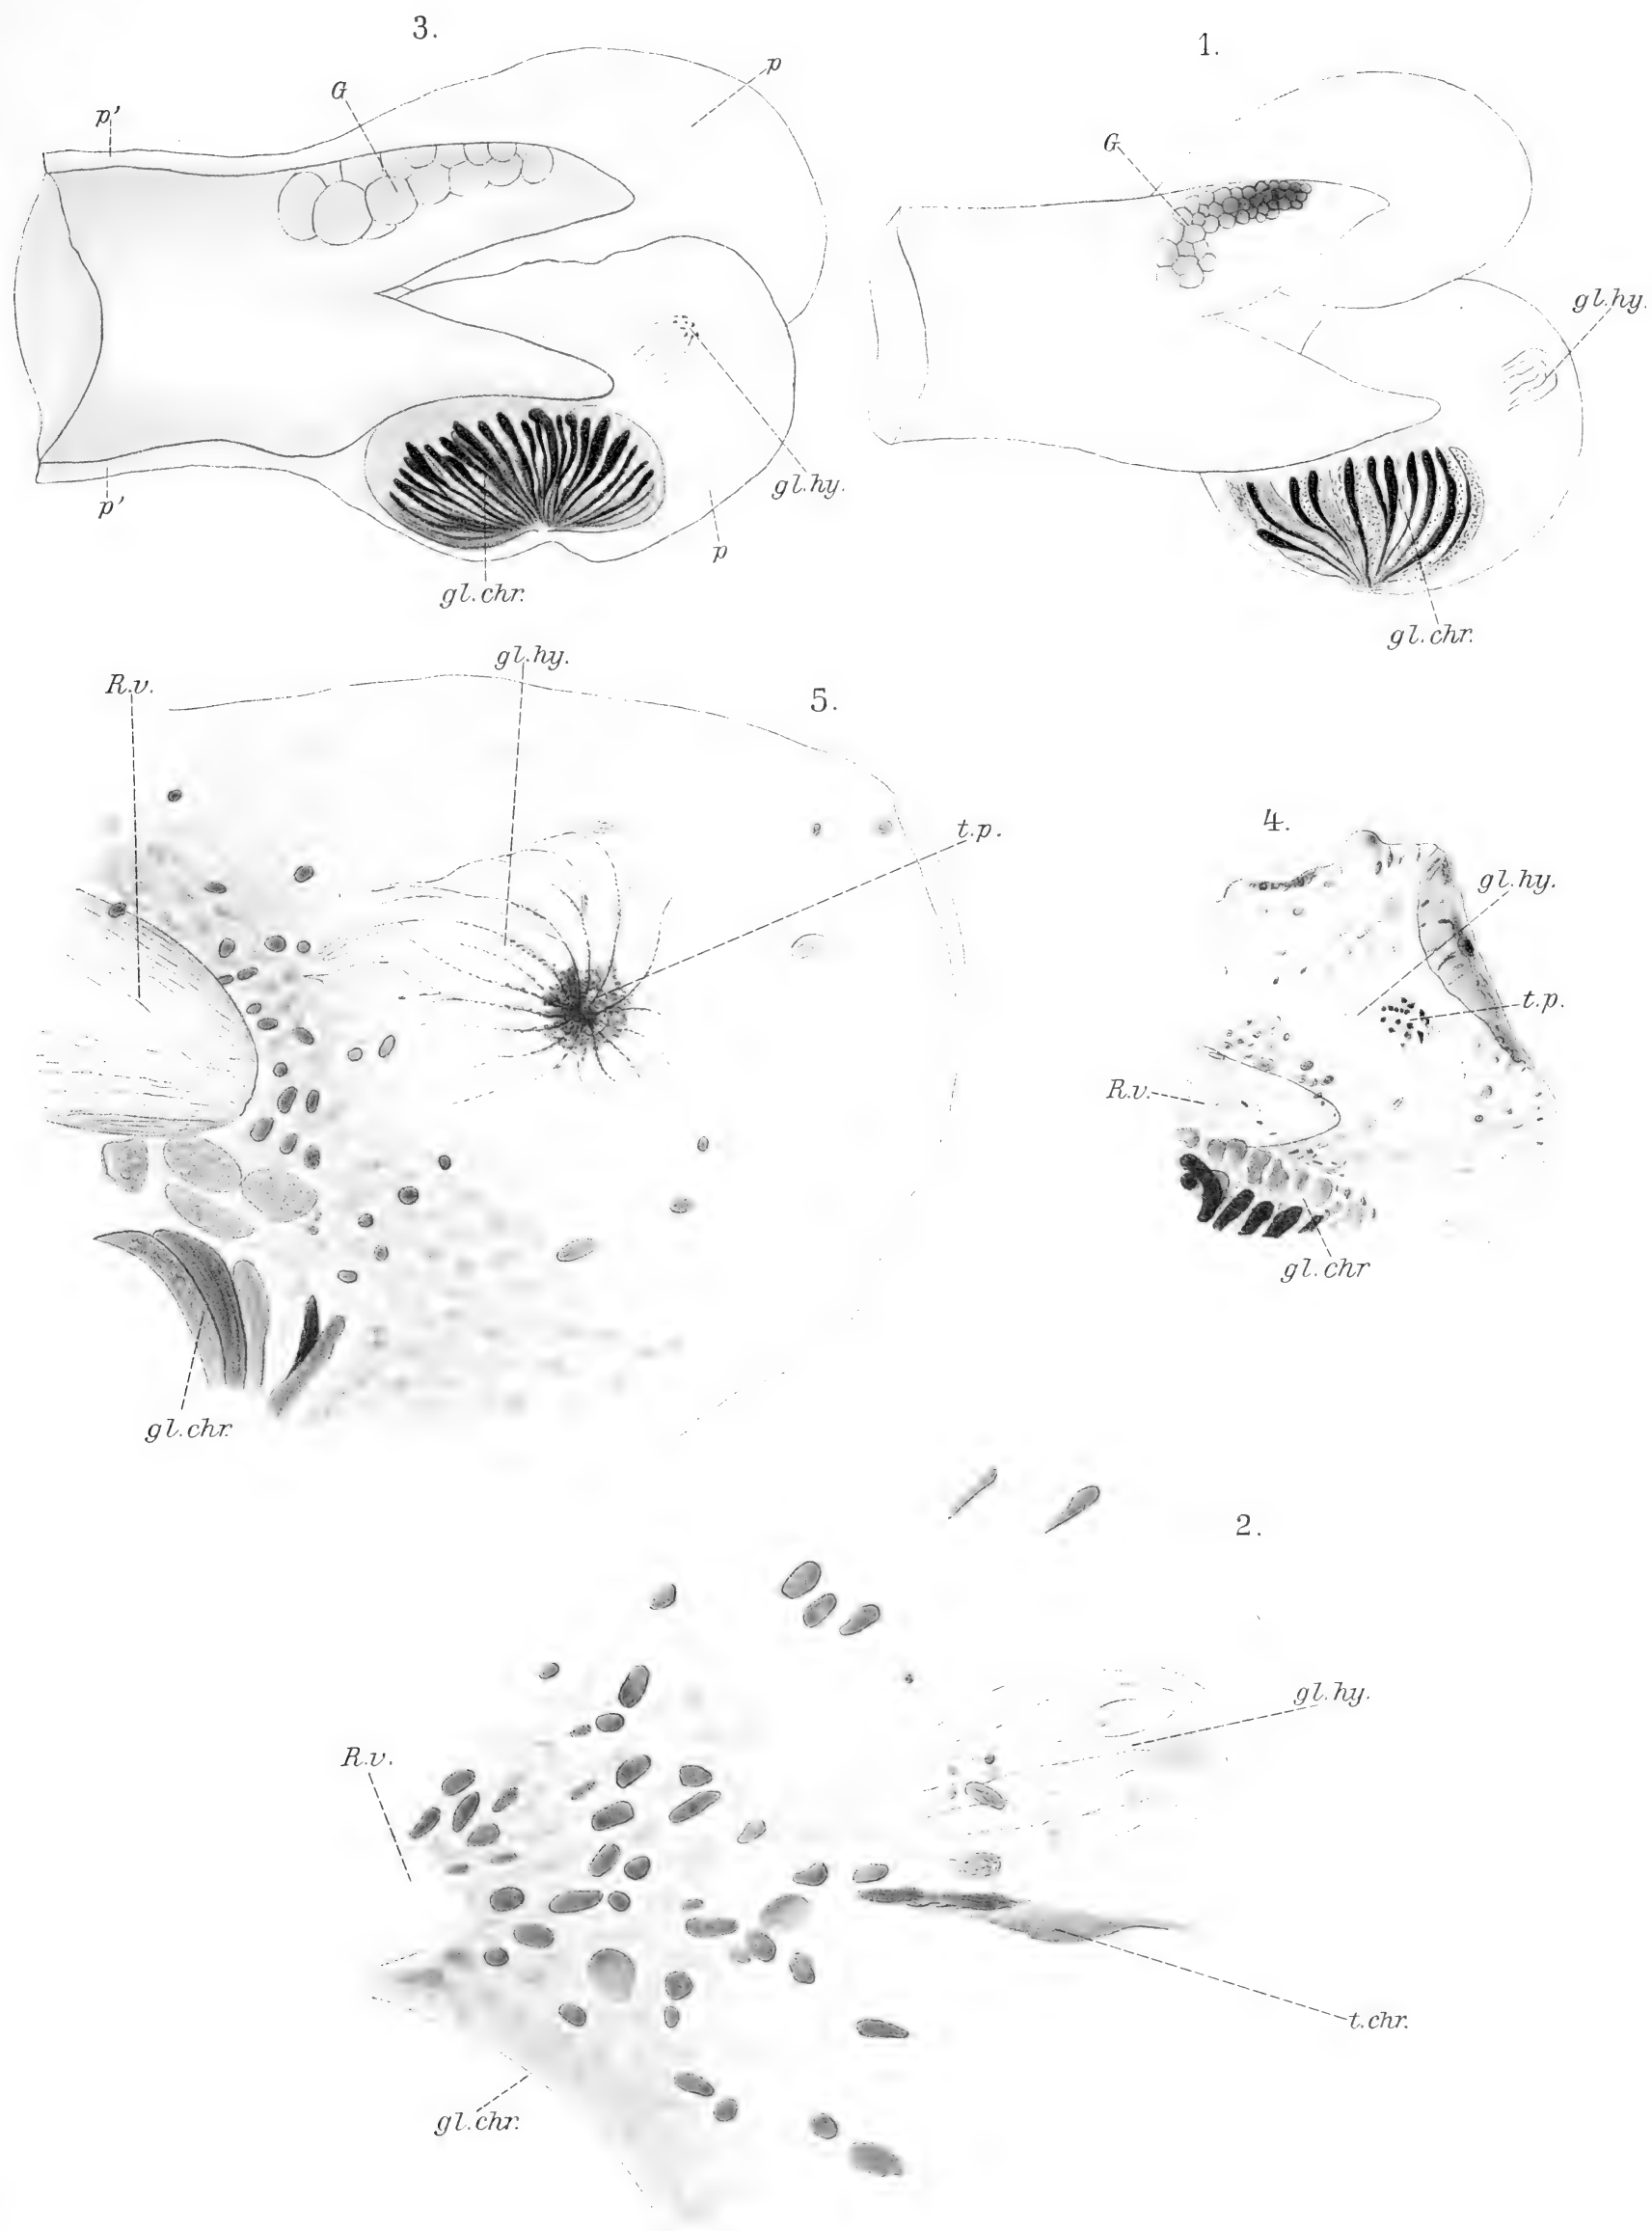 3.
p
G
p'
gl.hy.
p'
p
gl.chr.
1.
G
gl.hy.
gl.chr.
gl.hy.
R.v.
5.
t.p.
gl.chr.
4.
gl.hy.
t.p.
R.v.
gl.chr
2.
gl.hy.
R.v.
t.chr.
gl.chr.